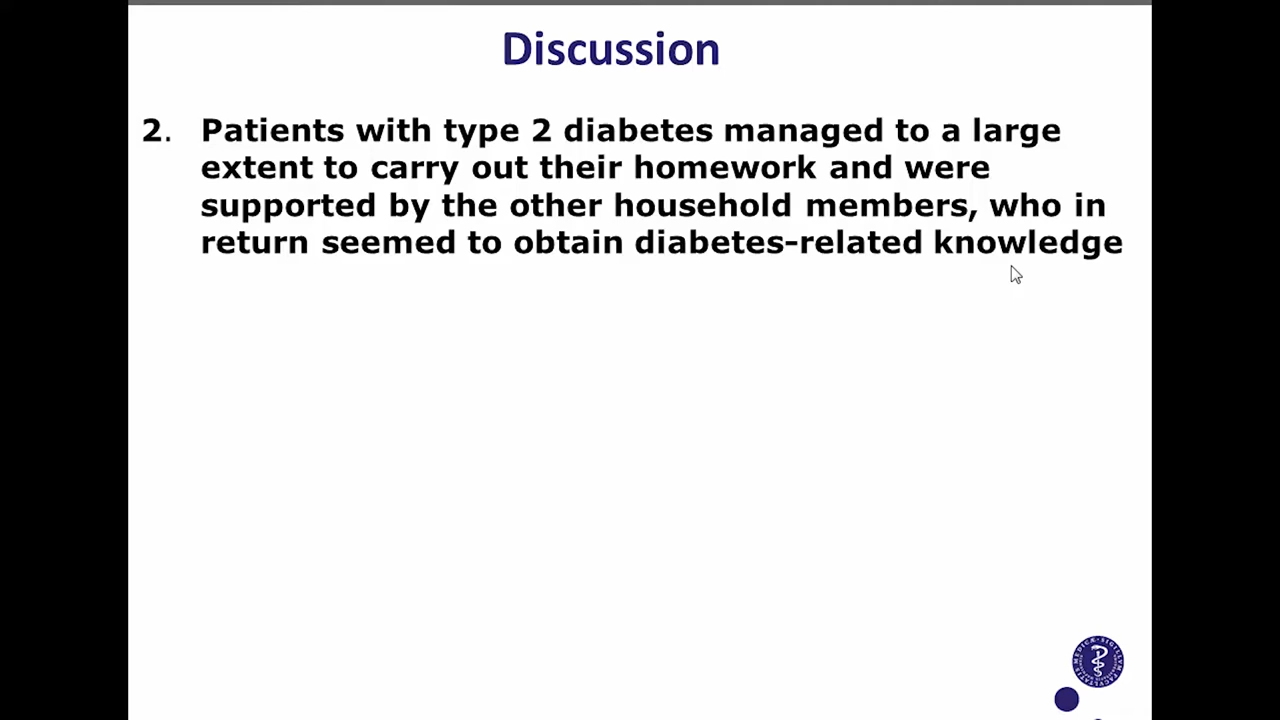 Discussion
2. Patients with type 2 diabetes managed to a large
extent to carry out their homework and were
supported by the other household members, who in
return seemed to obtain diabetes-related knowledge